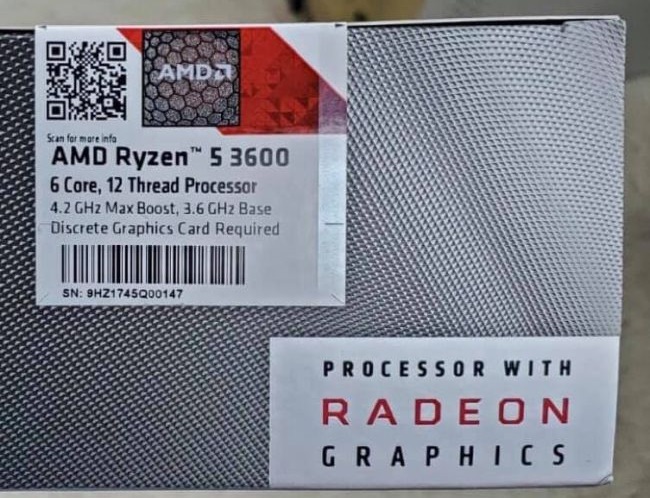 AMD
Scan for more info
AMD Ryzen™ 5 3600
6 Core, 12 Thread Processor
4.2 GHz Max Boost, 3.6 GHz Base
Discrete Graphics Card Required
SN: 9HZ1745Q00147
PROCESSOR WITH
RADEON
GRAPHICS